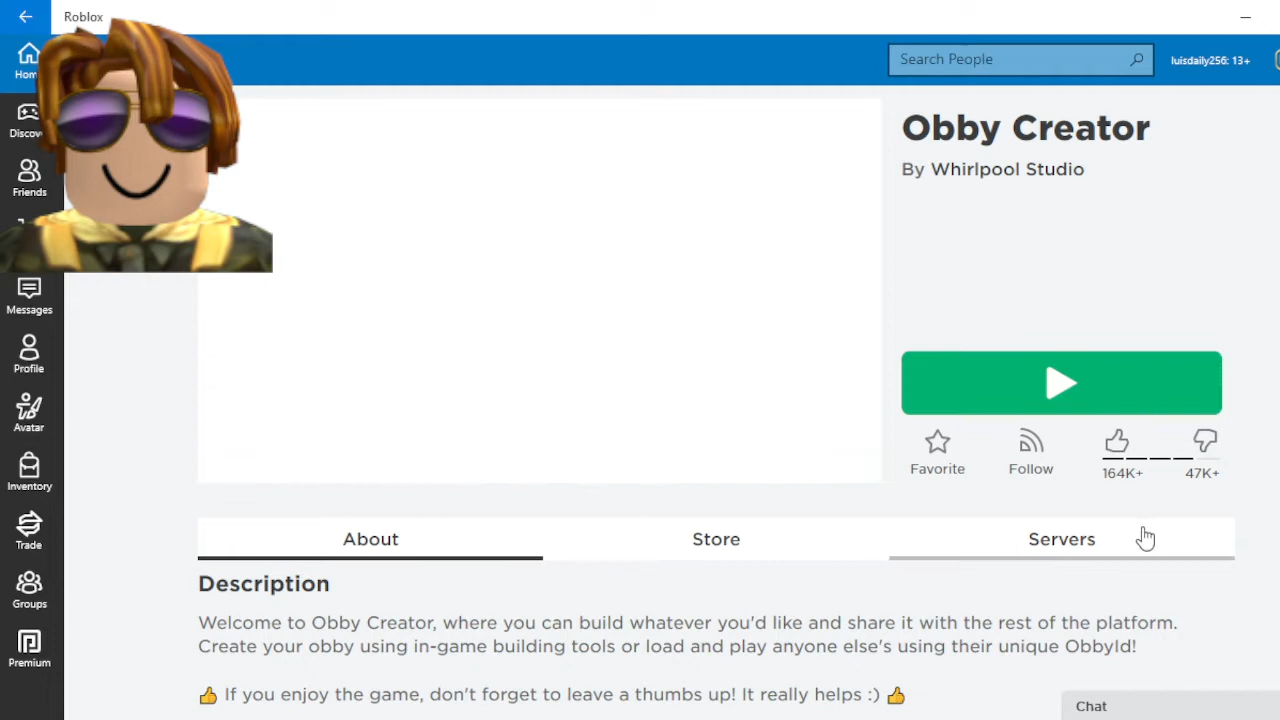 Roblox
Search People
luisdaily256: 13+
Hom
Discov
Friends
Messages
Profile
Avatar
Inventory
Trade
Groups
Premium
Obby Creator
By Whirlpool Studio
Favorite
Follow
164K+
47K+
About
Store
Servers
Description
Welcome to Obby Creator, where you can build whatever you'd like and share it with the rest of the platform.
Create your obby using in-game building tools or load and play anyone else's using their unique ObbyId!
👍 If you enjoy the game, don't forget to leave a thumbs up! It really helps :) 👍
Chat